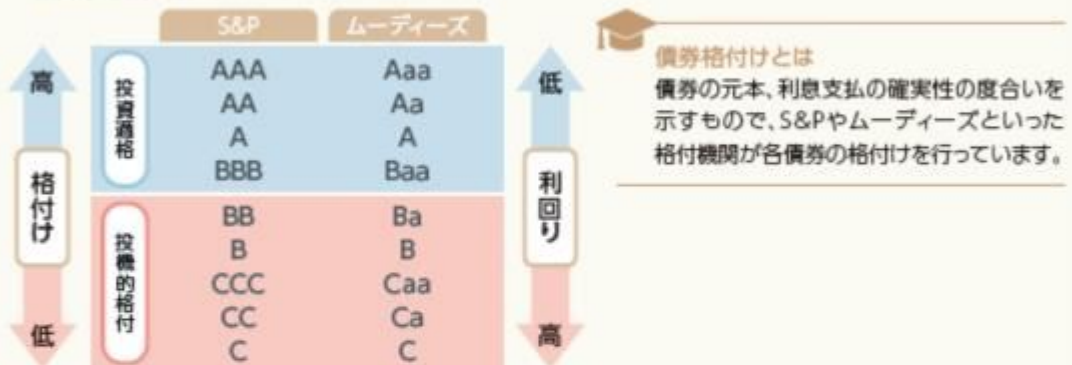 S&P ムーディーズ
高
格付け
低
投資適格
AAA Aaa
AA Aa
A A
BBB Baa
投機的格付
BB Ba
B B
CCC Caa
CC Ca
C C
低
利回り
高
債券格付けとは
債券の元本、利息支払の確実性の度合いを
示すもので、S&Pやムーディーズといった
格付機関が各債券の格付けを行っています。